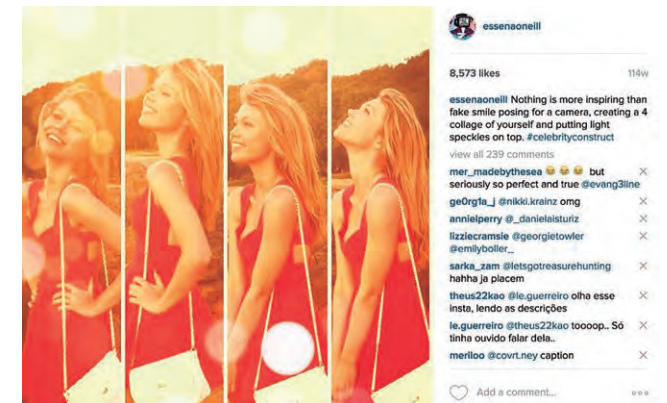 essenaoneill
8,573 likes
114w
essenaoneill Nothing is more inspiring than
fake smile posing for a camera, creating a 4
collage of yourself and putting light
speckles on top. #celebrityconstruct
view all 239 comments
mer_madebythesea 😂 😂 😂 but
seriously so perfect and true @evang3line
ge0rg1a_j @nikki.krainz omg
annielperry @_danielaisturiz
lizziecramsie @georgietowler
@emilyboller_
sarka_zam @letsgotreasurehunting
hahha ja placem
theus22kao @le.guerreiro olha esse
insta, lendo as descrições
le.guerreiro @theus22kao toooop.. Só
tinha ouvido falar dela..
meriloo @covrt.ney caption
Add a comment...